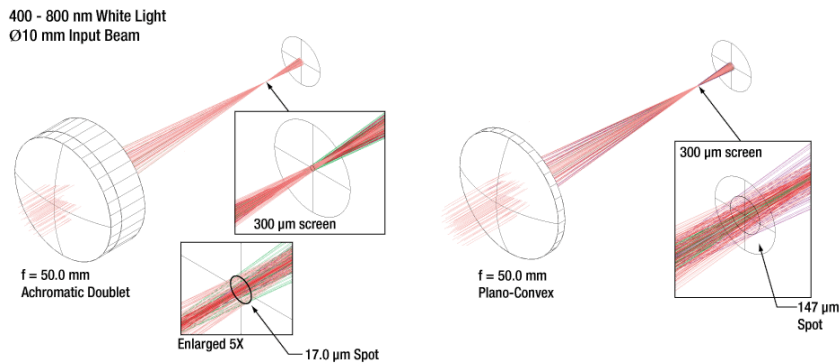 400 - 800 nm White Light
Ø10 mm Input Beam
300 µm screen
f = 50.0 mm
Achromatic Doublet
Enlarged 5X
17.0 µm Spot
300 µm screen
f = 50.0 mm
Plano-Convex
147 µm
Spot